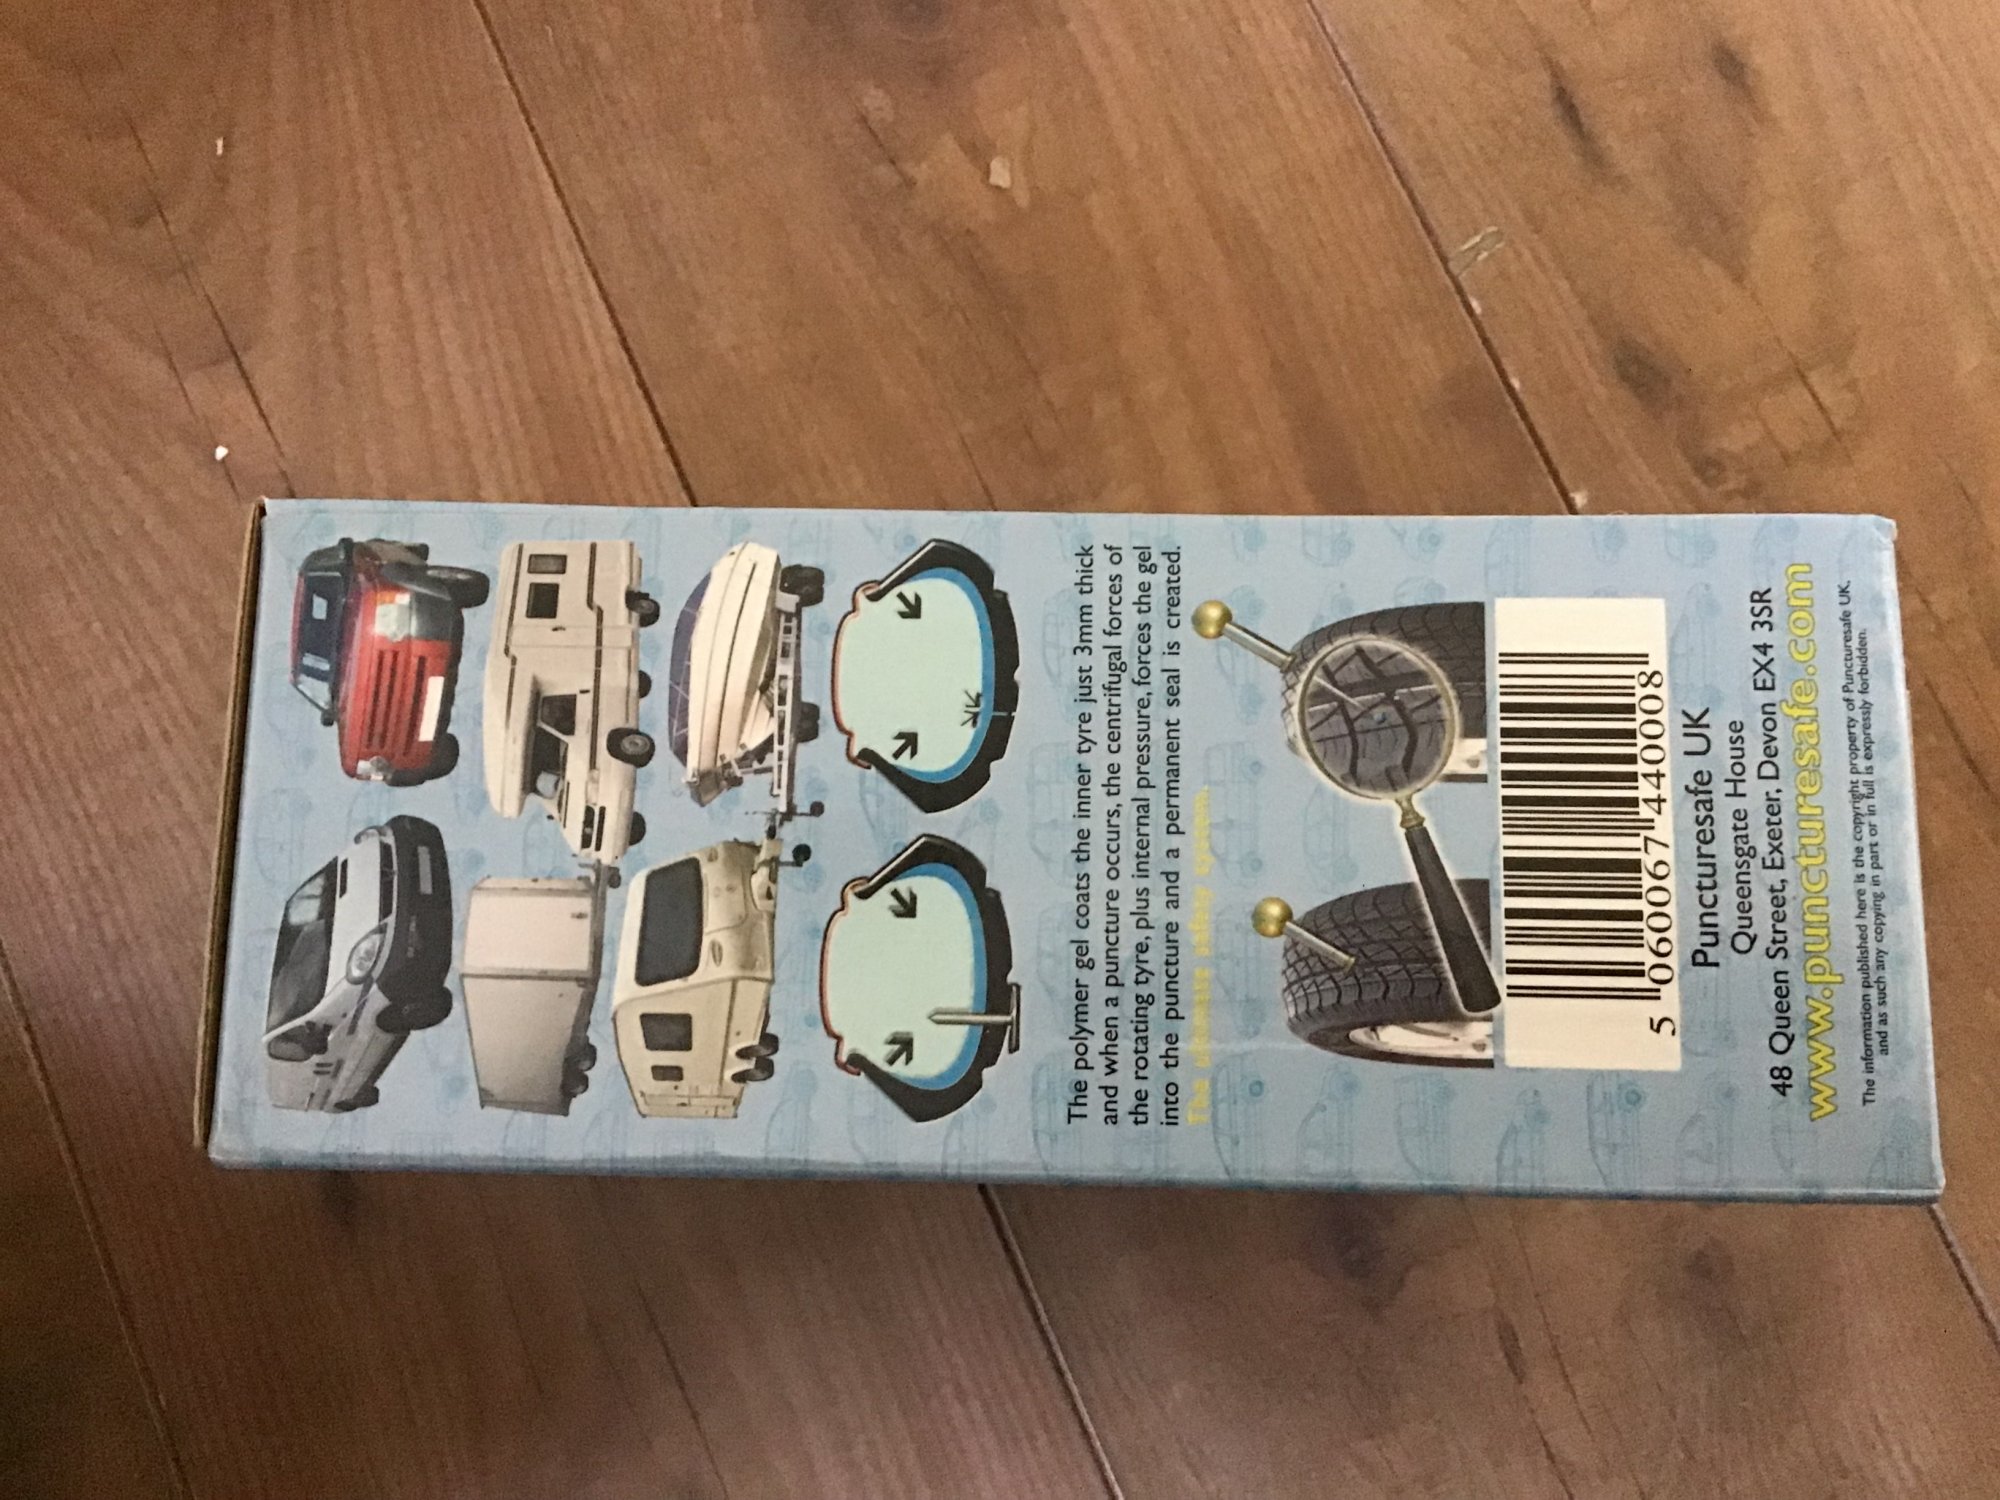 The polymer gel coats the inner tyre just 3mm thick
and when a puncture occurs, the centrifugal forces of
the rotating tyre, plus internal pressure, forces the gel
into the puncture and a permanent seal is created.
The ultimate safety system.
5 060067 440008
Puncturesafe UK
Queensgate House
48 Queen Street, Exeter, Devon EX4 3SR
www.puncturesafe.com
The information published here is the copyright property of Puncturesafe UK,
and as such any copying in part or in full is expressly forbidden.